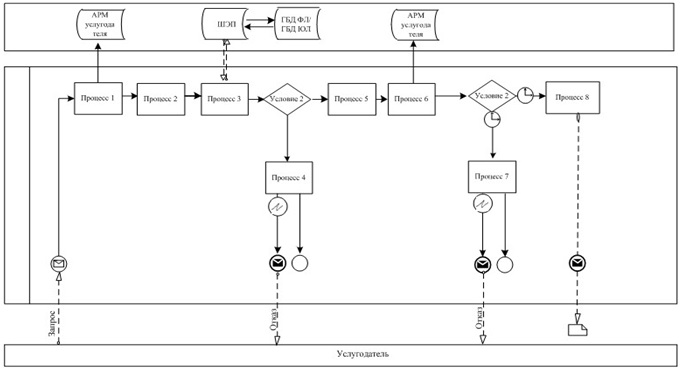 АРМ
услугода
теля
ШЭП
ГБД ФЛ/
ГБД ЮЛ
АРМ
услугода
теля
Процесс 1
Процесс 2
Процесс 3
Условие 2
Процесс 5
Процесс 6
Условие 2
Процесс 8
Процесс 4
Процесс 7
Запрос
Отказ
Отказ
Услугодатель